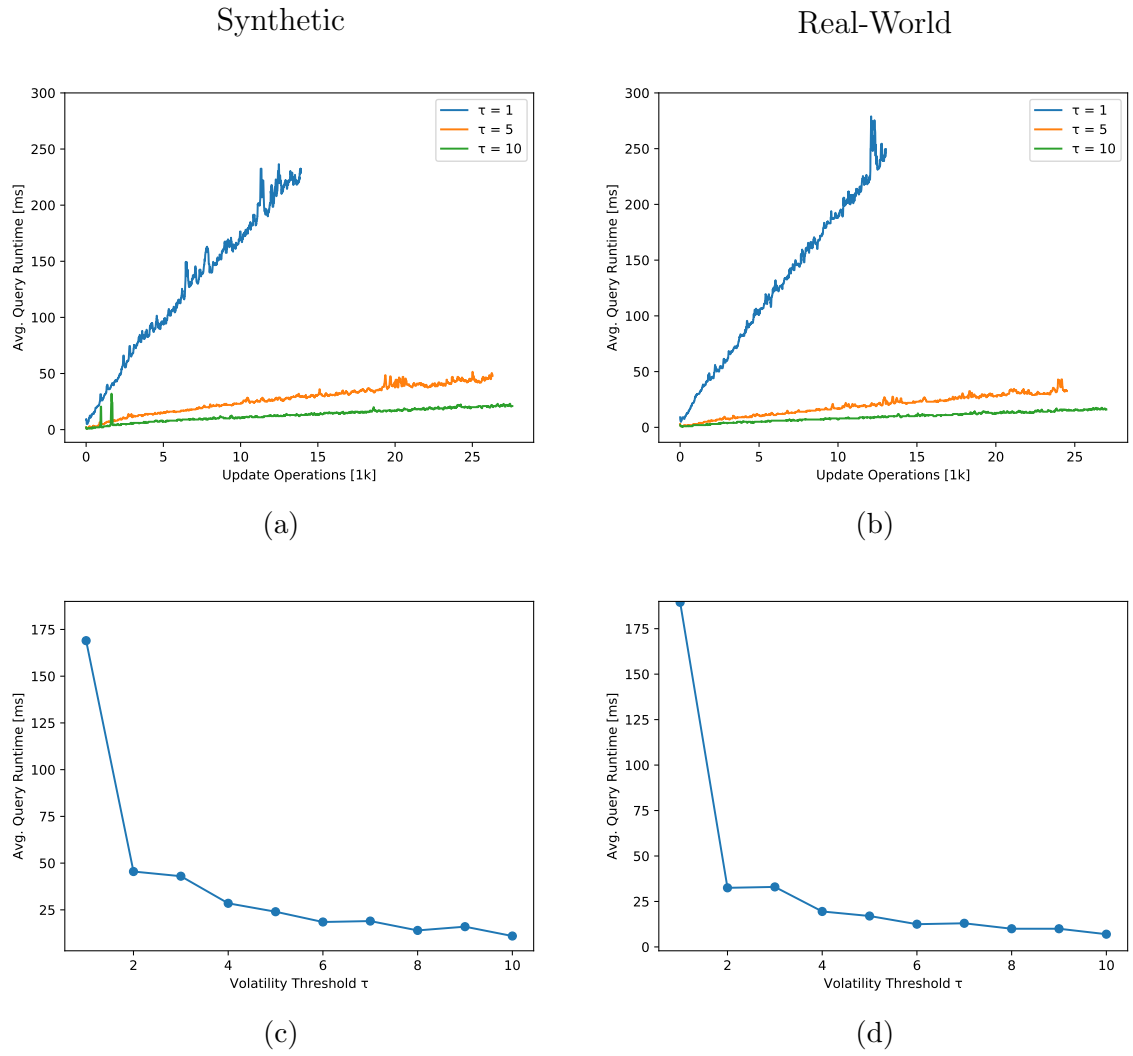 Synthetic
Real-World
300
250
200
150
100
50
0
Avg. Query Runtime [ms]
τ = 1
τ = 5
τ = 10
0 5 10 15 20 25
Update Operations [1k]
(a)
300
250
200
150
100
50
0
Avg. Query Runtime [ms]
τ = 1
τ = 5
τ = 10
0 5 10 15 20 25
Update Operations [1k]
(b)
175
150
125
100
75
50
25
Avg. Query Runtime [ms]
2 4 6 8 10
Volatility Threshold τ
(c)
175
150
125
100
75
50
25
0
Avg. Query Runtime [ms]
2 4 6 8 10
Volatility Threshold τ
(d)